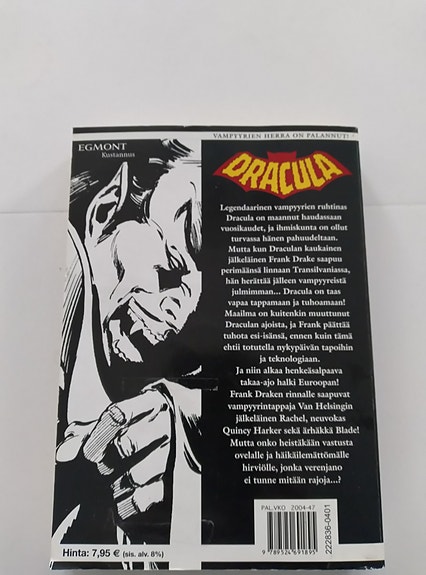 VAMPYYRIEN HERRA ON PALANNUT!
EGMONT
Kustannus
DRACULA
Legendaarinen vampyyrien ruhtinas
Dracula on maannut haudassaan
vuosikaudet, ja ihmiskunta on ollut
turvassa hänen pahuudeltaan.
Mutta kun Draculan kaukainen
jälkeläinen Frank Drake saapuu
perimäänsä linnaan Transilvaniassa,
hän herättää jälleen vampyyreistä
julmimman... Dracula on taas
vapaa tappamaan ja tuhoamaan!
Maailma on kuitenkin muuttunut
Draculan ajoista, ja Frank päättää
tuhota esi-isänsä, ennen kuin tämä
ehtii totutella nykypäivän tapoihin
ja teknologiaan.
Ja niin alkaa henkeäsalpaava
takaa-ajo halki Euroopan!
Frank Draken rinnalle saapuvat
vampyyrintappaja Van Helsingin
jälkeläinen Rachel, neuvokas
Quincy Harker sekä ärhäkkä Blade!
Mutta onko heistäkään vastusta
ovelalle ja häikäilemättömälle
hirviölle, jonka verenjano
ei tunne mitään rajoja...?
PAL.VKO 2004-47
222836-0401
9 789524 691895
Hinta: 7,95 € (sis. alv. 8%)